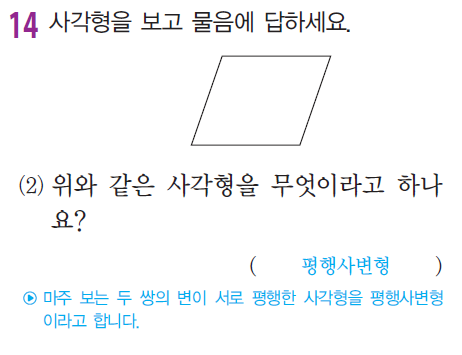 14 사각형을 보고 물음에 답하세요.
(2) 위와 같은 사각형을 무엇이라고 하나
요?
( 평행사변형 )
▶ 마주 보는 두 쌍의 변이 서로 평행한 사각형을 평행사변형
이라고 합니다.